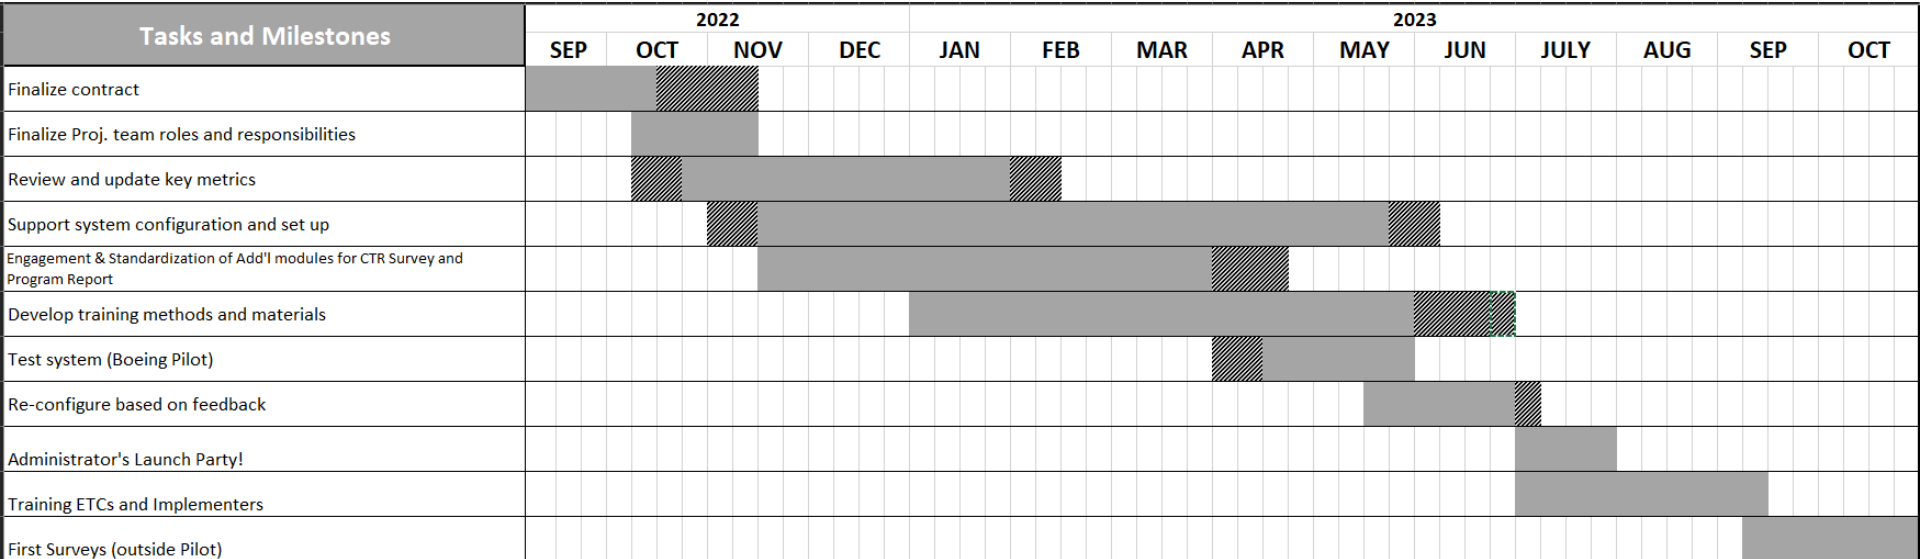 Tasks and Milestones
2022
2023
SEP OCT NOV DEC JAN FEB MAR APR MAY JUN JULY AUG SEP OCT
Finalize contract
Finalize Proj. team roles and responsibilities
Review and update key metrics
Support system configuration and set up
Engagement & Standardization of Add'l modules for CTR Survey and
Program Report
Develop training methods and materials
Test system (Boeing Pilot)
Re-configure based on feedback
Administrator's Launch Party!
Training ETCs and Implementers
First Surveys (outside Pilot)